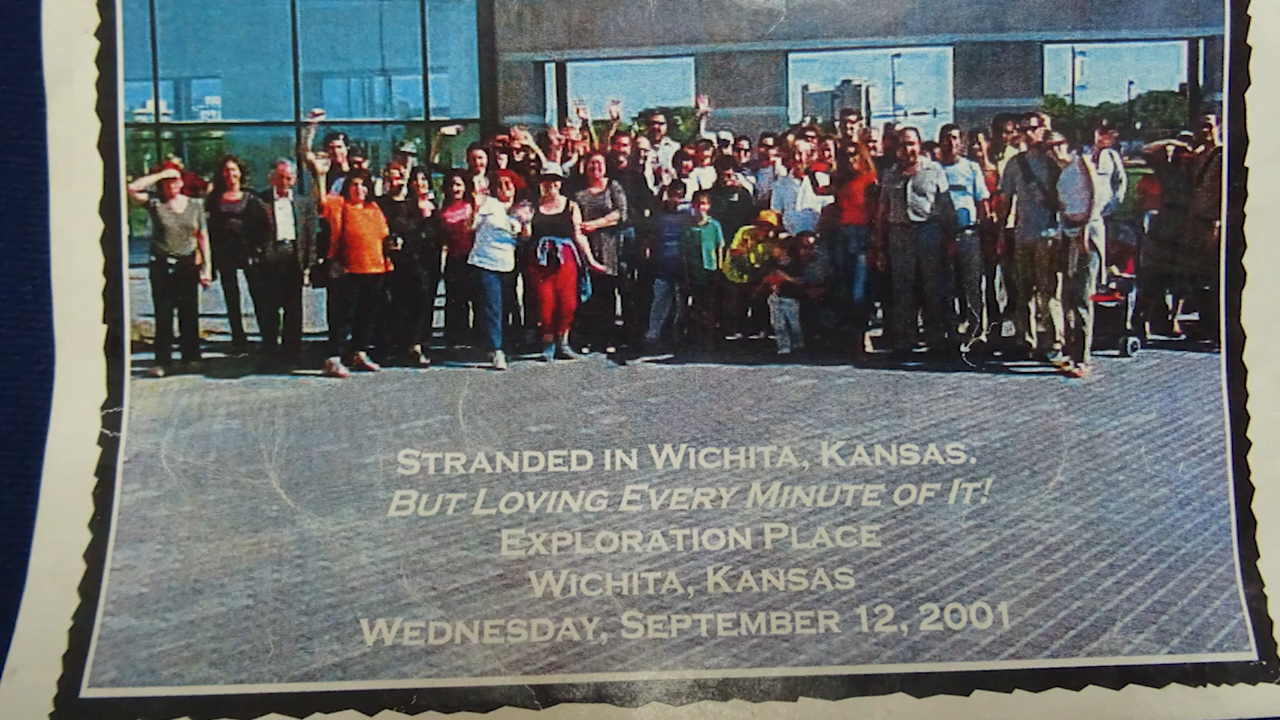 STRANDED IN WICHITA, KANSAS.
BUT LOVING EVERY MINUTE OF IT!
EXPLORATION PLACE
WICHITA, KANSAS
WEDNESDAY, SEPTEMBER 12, 2001